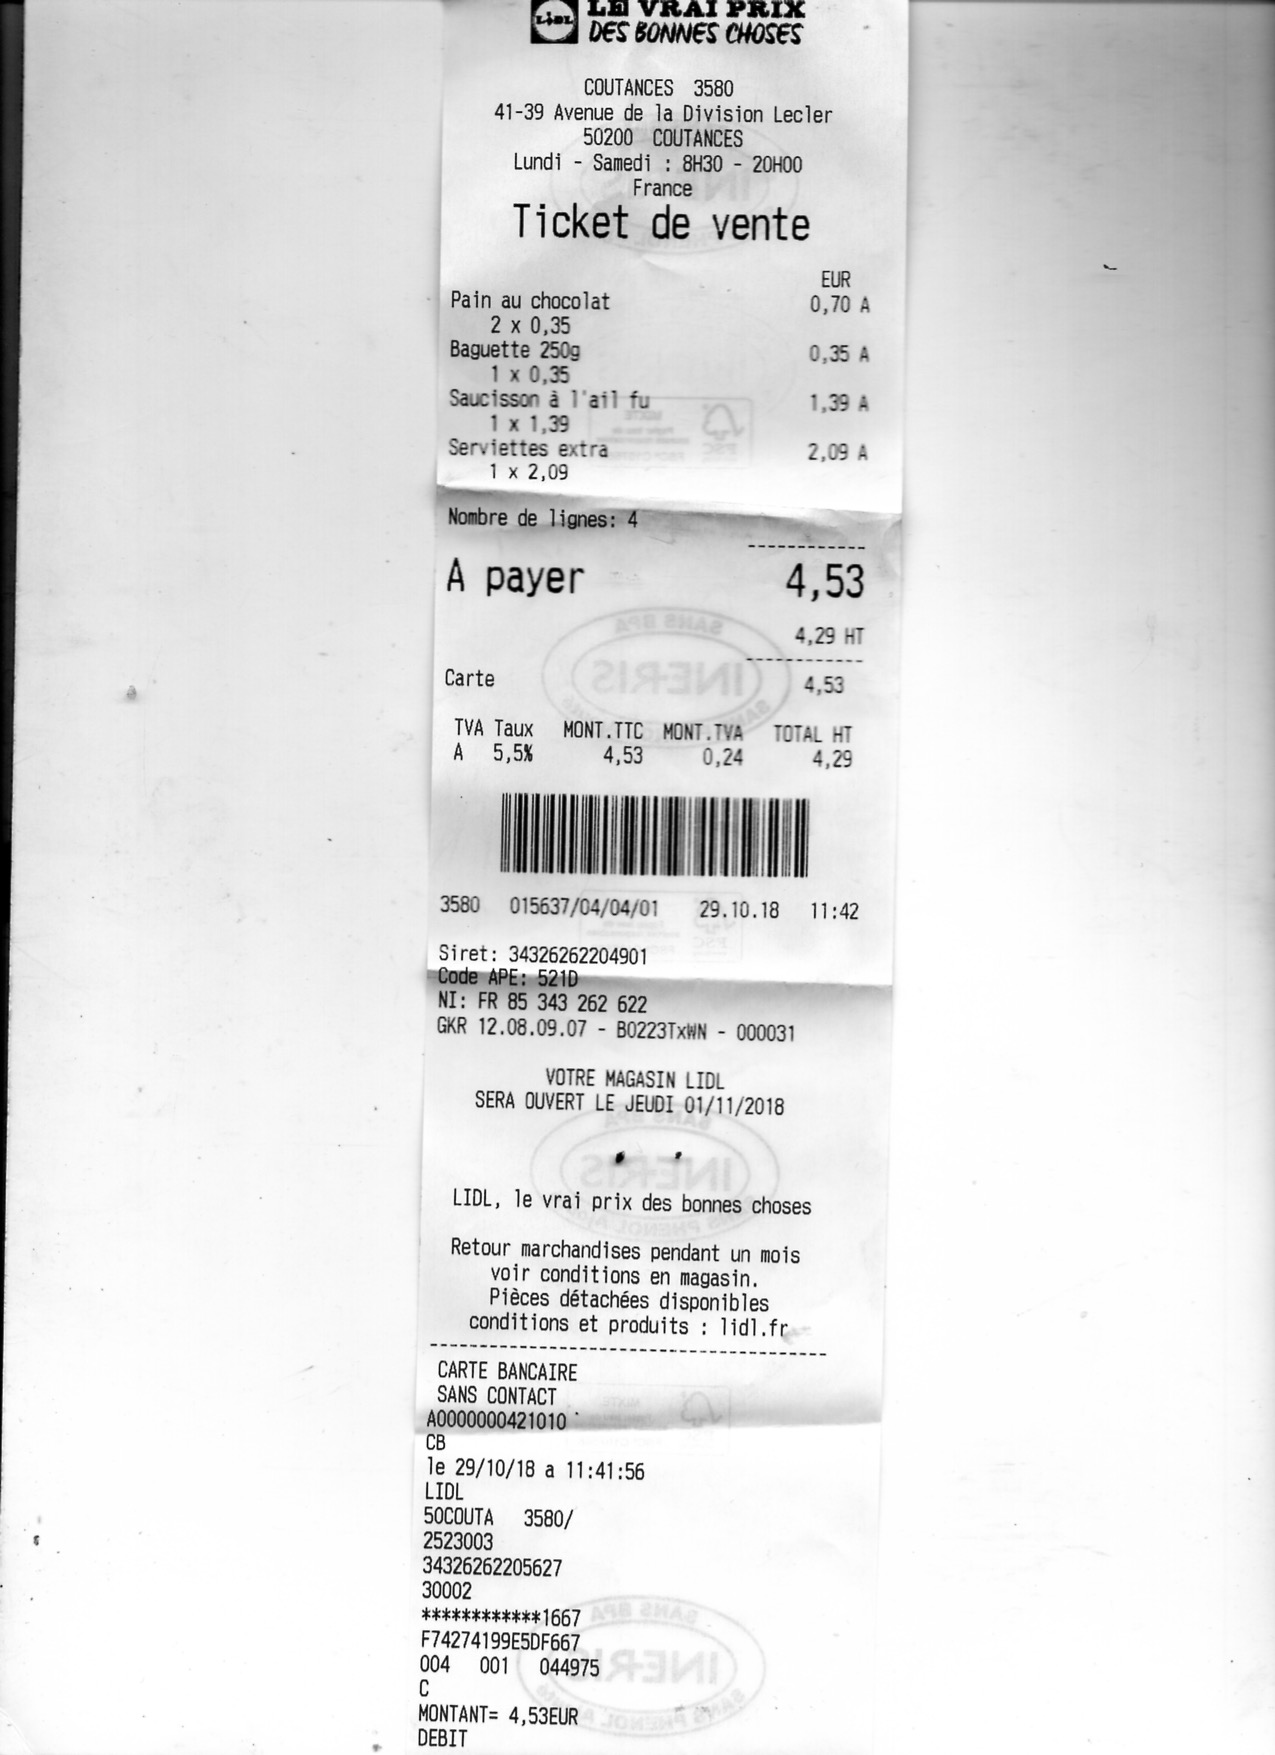 LIDL LE VRAI PRIX
DES BONNES CHOSES
COUTANCES 3580
41-39 Avenue de la Division Lecler
50200 COUTANCES
Lundi - Samedi : 8H30 - 20H00
France
Ticket de vente
EUR
Pain au chocolat 0,70 A
2 x 0,35
Baguette 250g 0,35 A
1 x 0,35
Saucisson à l'ail fu 1,39 A
1 x 1,39
Serviettes extra 2,09 A
1 x 2,09
Nombre de lignes: 4
------------
A payer 4,53
4,29 HT
------------
Carte 4,53
TVA Taux MONT.TTC MONT.TVA TOTAL HT
A 5,5% 4,53 0,24 4,29
3580 015637/04/04/01 29.10.18 11:42
Siret: 34326262204901
Code APE: 521D
NI: FR 85 343 262 622
GKR 12.08.09.07 - B0223TxWN - 000031
VOTRE MAGASIN LIDL
SERA OUVERT LE JEUDI 01/11/2018
LIDL, le vrai prix des bonnes choses
Retour marchandises pendant un mois
voir conditions en magasin.
Pièces détachées disponibles
conditions et produits : lidl.fr
----------------------------------------
CARTE BANCAIRE
SANS CONTACT
A0000000421010
CB
le 29/10/18 a 11:41:56
LIDL
50COUTA 3580/
2523003
34326262205627
30002
************1667
F74274199E5DF667
004 001 044975
C
MONTANT= 4,53EUR
DEBIT